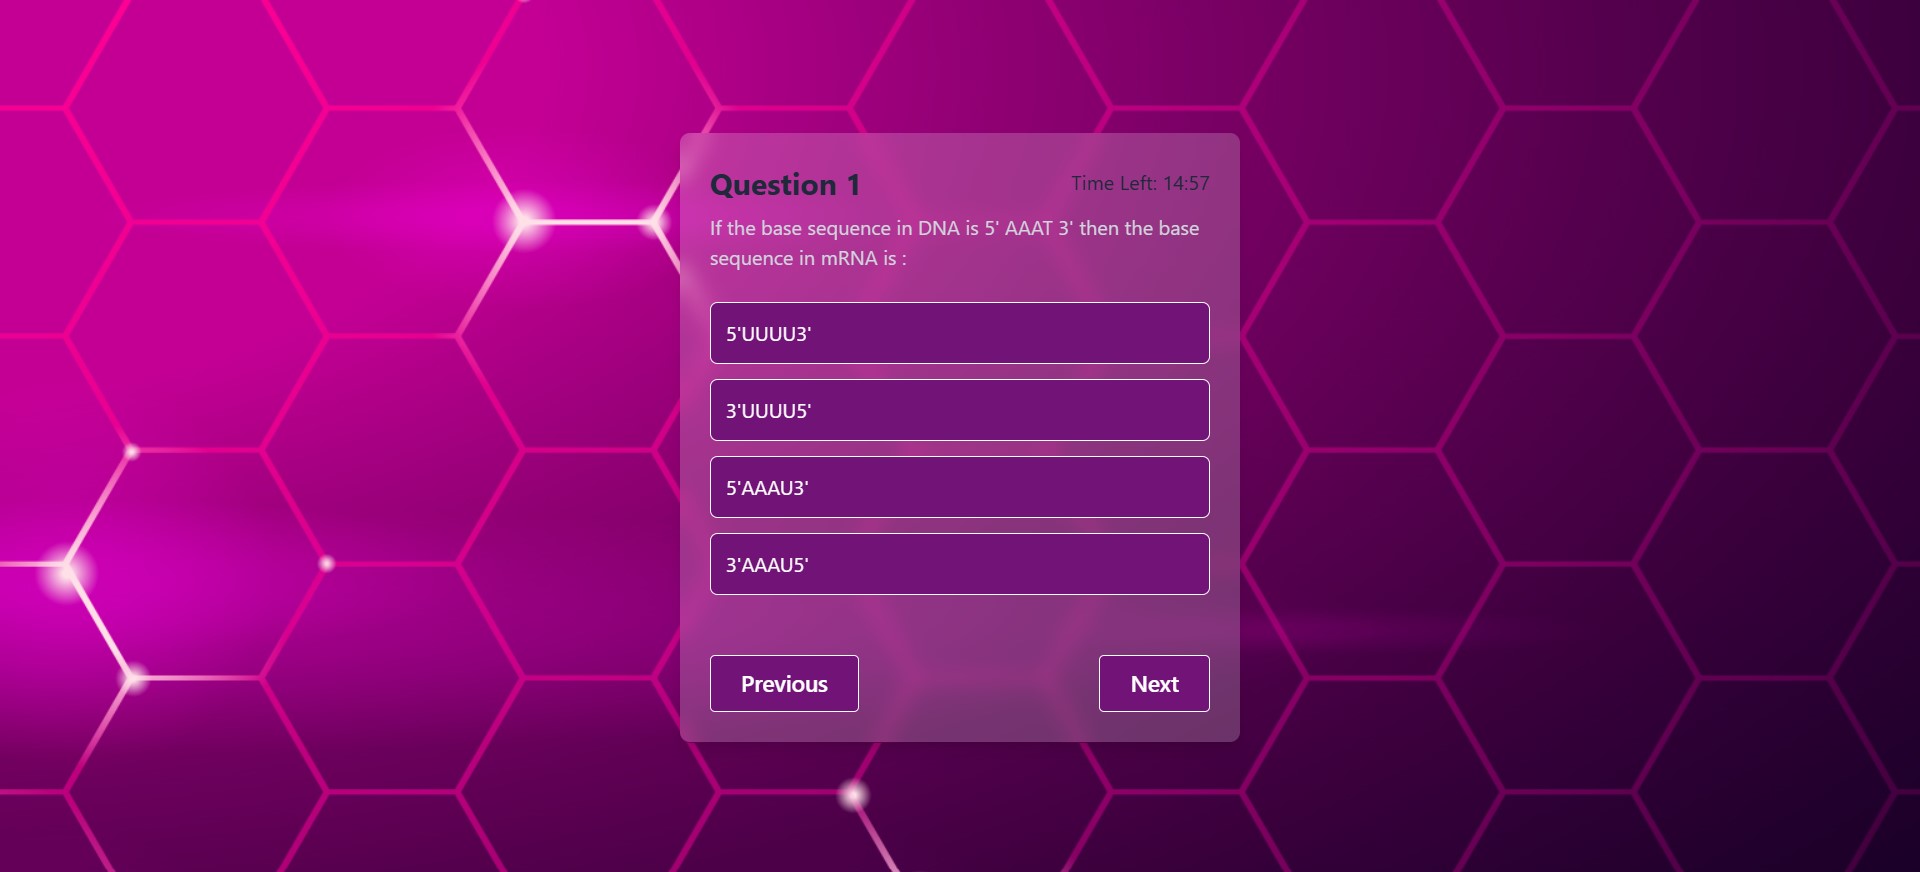 Question 1
Time Left: 14:57
If the base sequence in DNA is 5' AAAT 3' then the base
sequence in mRNA is :
5'UUUU3'
3'UUUU5'
5'AAAU3'
3'AAAU5'
Previous
Next